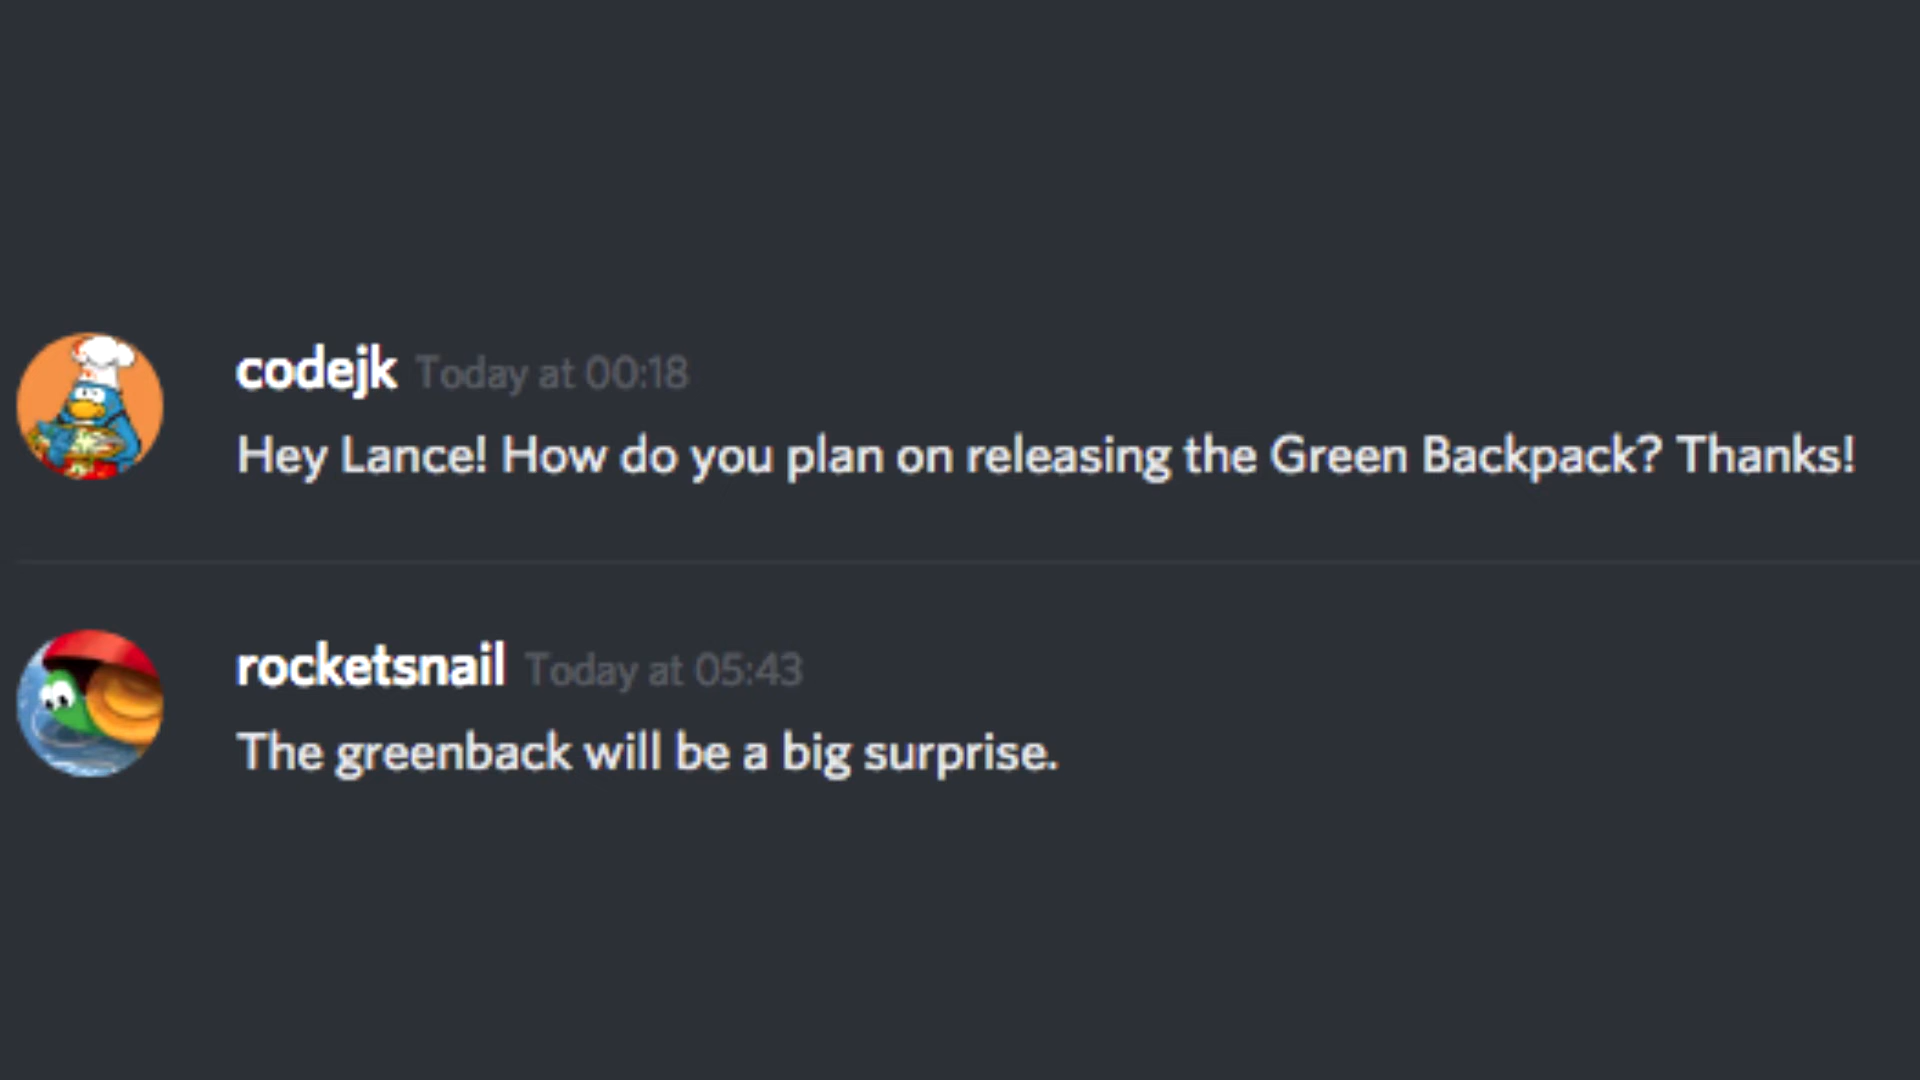 codejk Today at 00:18
Hey Lance! How do you plan on releasing the Green Backpack? Thanks!
rocketsnail Today at 05:43
The greenback will be a big surprise.